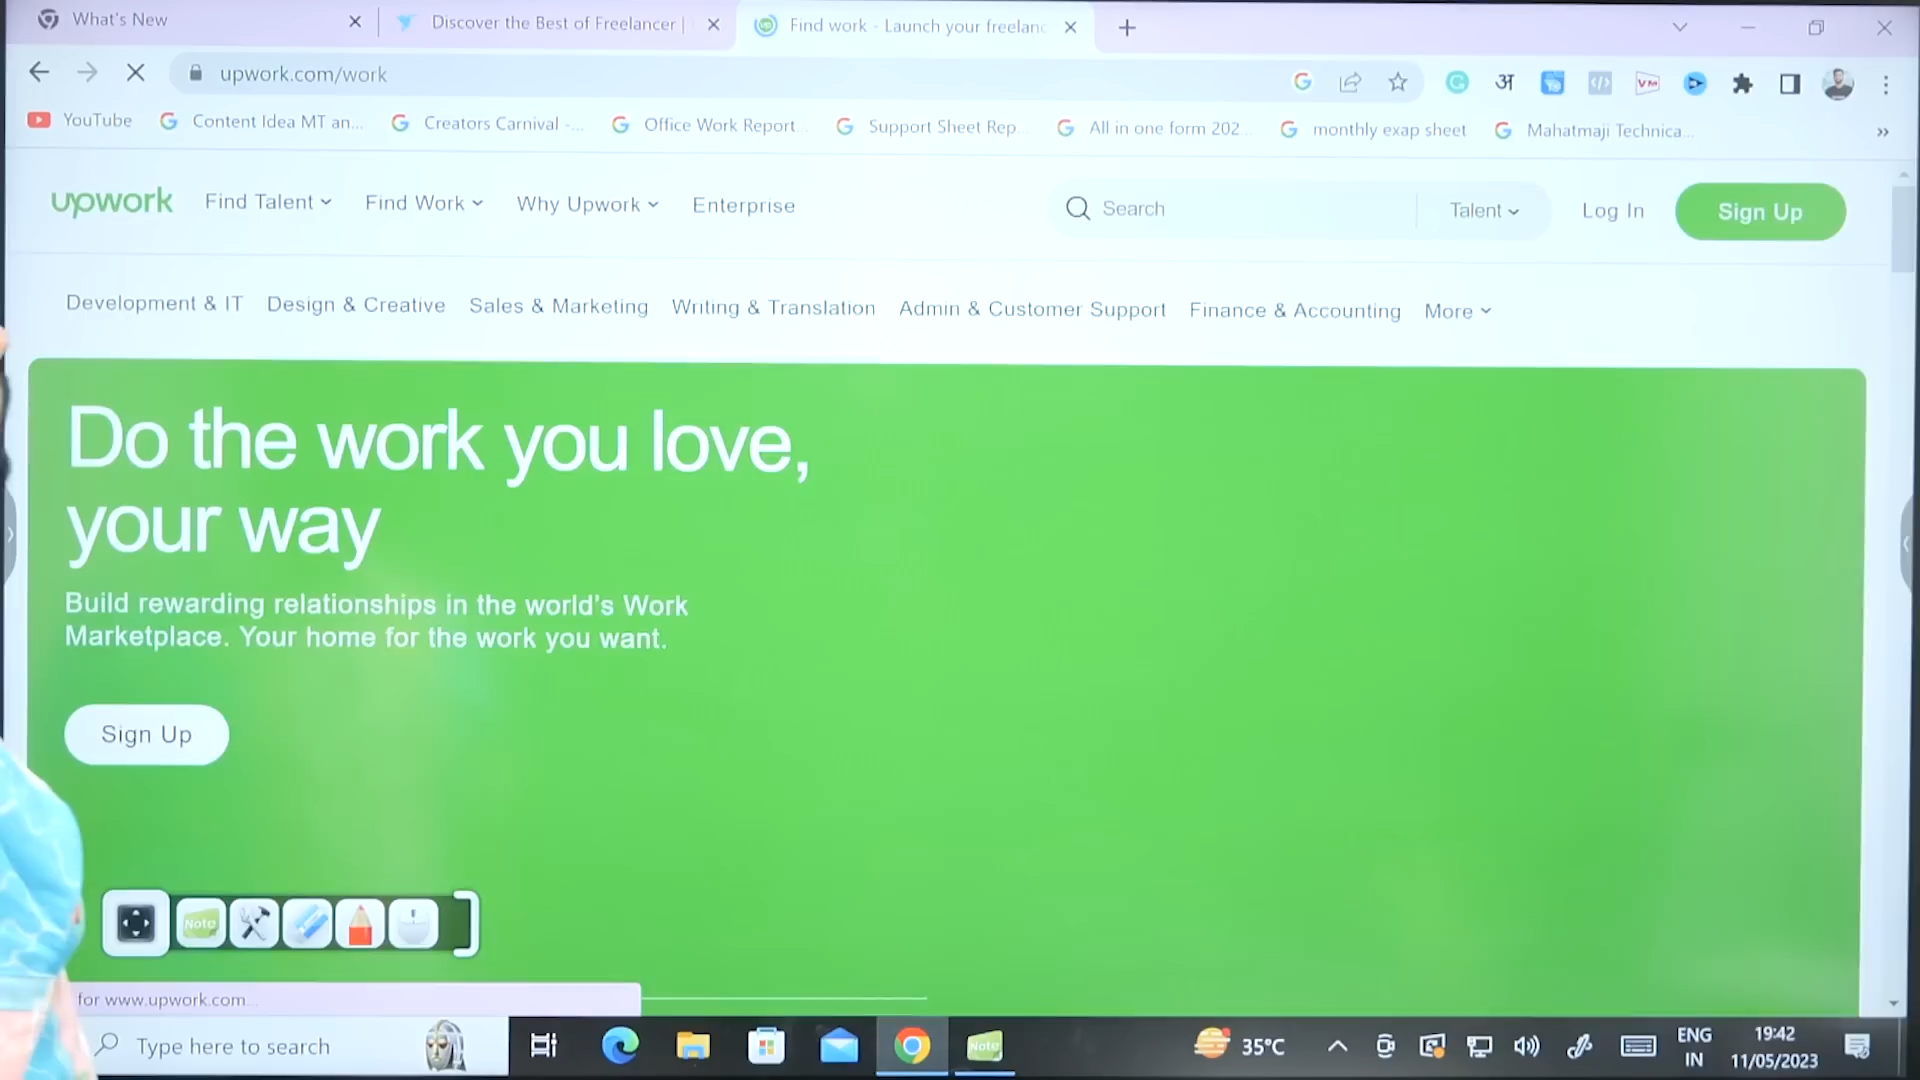 What's New
Discover the Best of Freelancer |
Find work - Launch your freelanc
upwork.com/work
अ
VM
YouTube
Content Idea MT an...
Creators Carnival -...
Office Work Report...
Support Sheet Rep...
All in one form 202...
monthly exap sheet
Mahatmaji Technica...
upwork
Find Talent
Find Work
Why Upwork
Enterprise
Search
Talent
Log In
Sign Up
Development & IT
Design & Creative
Sales & Marketing
Writing & Translation
Admin & Customer Support
Finance & Accounting
More
Do the work you love,
your way
Build rewarding relationships in the world's Work
Marketplace. Your home for the work you want.
Sign Up
Note
for www.upwork.com...
Type here to search
Note
35°C
ENG
IN
19:42
11/05/2023